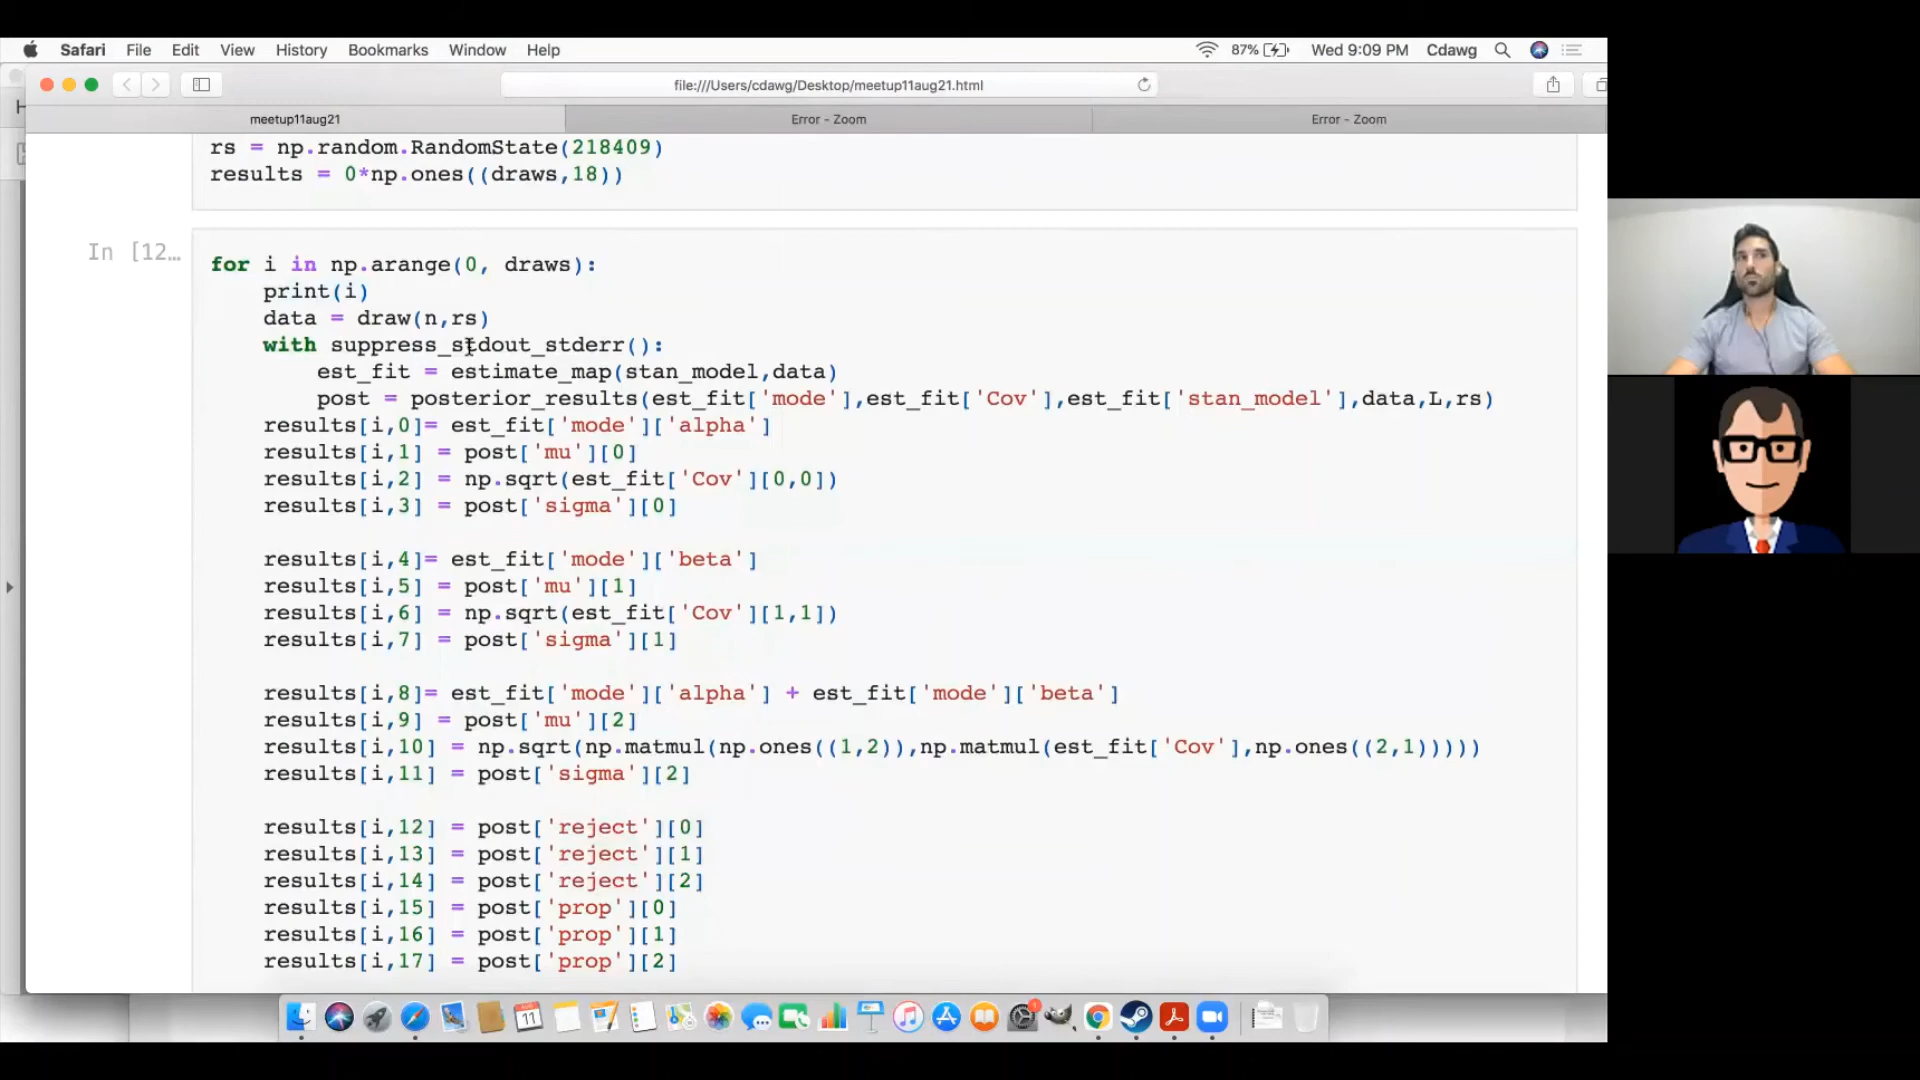 Safari File Edit View History Bookmarks Window Help 87% Wed 9:09 PM Cdawg
file:///Users/cdawg/Desktop/meetup11aug21.html
meetup11aug21 Error - Zoom Error - Zoom
rs = np.random.RandomState(218409)
results = 0*np.ones((draws,18))
In [12…
for i in np.arange(0, draws):
print(i)
data = draw(n,rs)
with suppress_stdout_stderr():
est_fit = estimate_map(stan_model,data)
post = posterior_results(est_fit['mode'],est_fit['Cov'],est_fit['stan_model'],data,L,rs)
results[i,0]= est_fit['mode']['alpha']
results[i,1] = post['mu'][0]
results[i,2] = np.sqrt(est_fit['Cov'][0,0])
results[i,3] = post['sigma'][0]
results[i,4]= est_fit['mode']['beta']
results[i,5] = post['mu'][1]
results[i,6] = np.sqrt(est_fit['Cov'][1,1])
results[i,7] = post['sigma'][1]
results[i,8]= est_fit['mode']['alpha'] + est_fit['mode']['beta']
results[i,9] = post['mu'][2]
results[i,10] = np.sqrt(np.matmul(np.ones((1,2)),np.matmul(est_fit['Cov'],np.ones((2,1)))))
results[i,11] = post['sigma'][2]
results[i,12] = post['reject'][0]
results[i,13] = post['reject'][1]
results[i,14] = post['reject'][2]
results[i,15] = post['prop'][0]
results[i,16] = post['prop'][1]
results[i,17] = post['prop'][2]
11